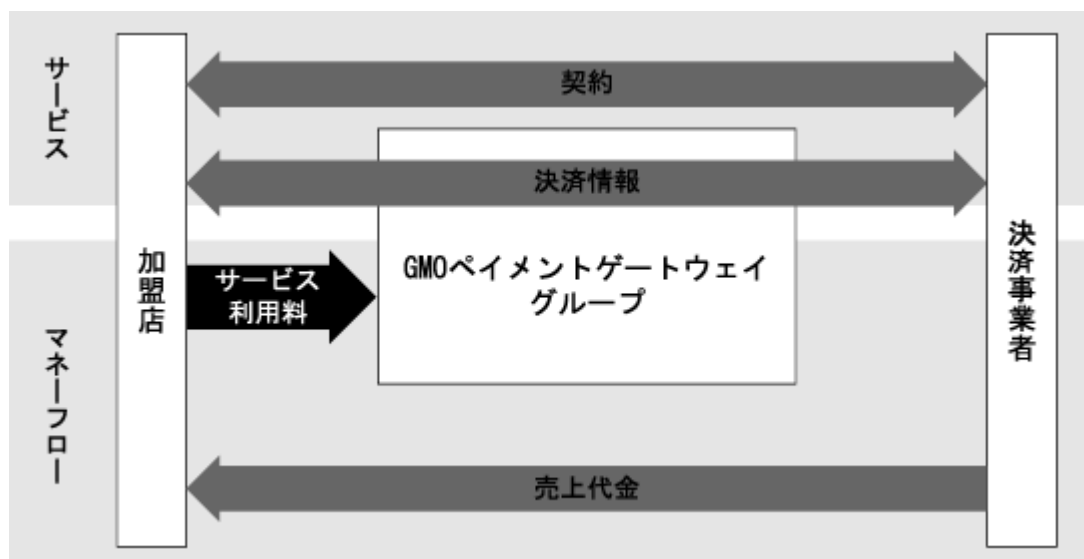 サービス
契約
決済情報
加盟店
サービス
利用料
GMOペイメントゲートウェイ
グループ
決済事業者
マネーフロー
売上代金